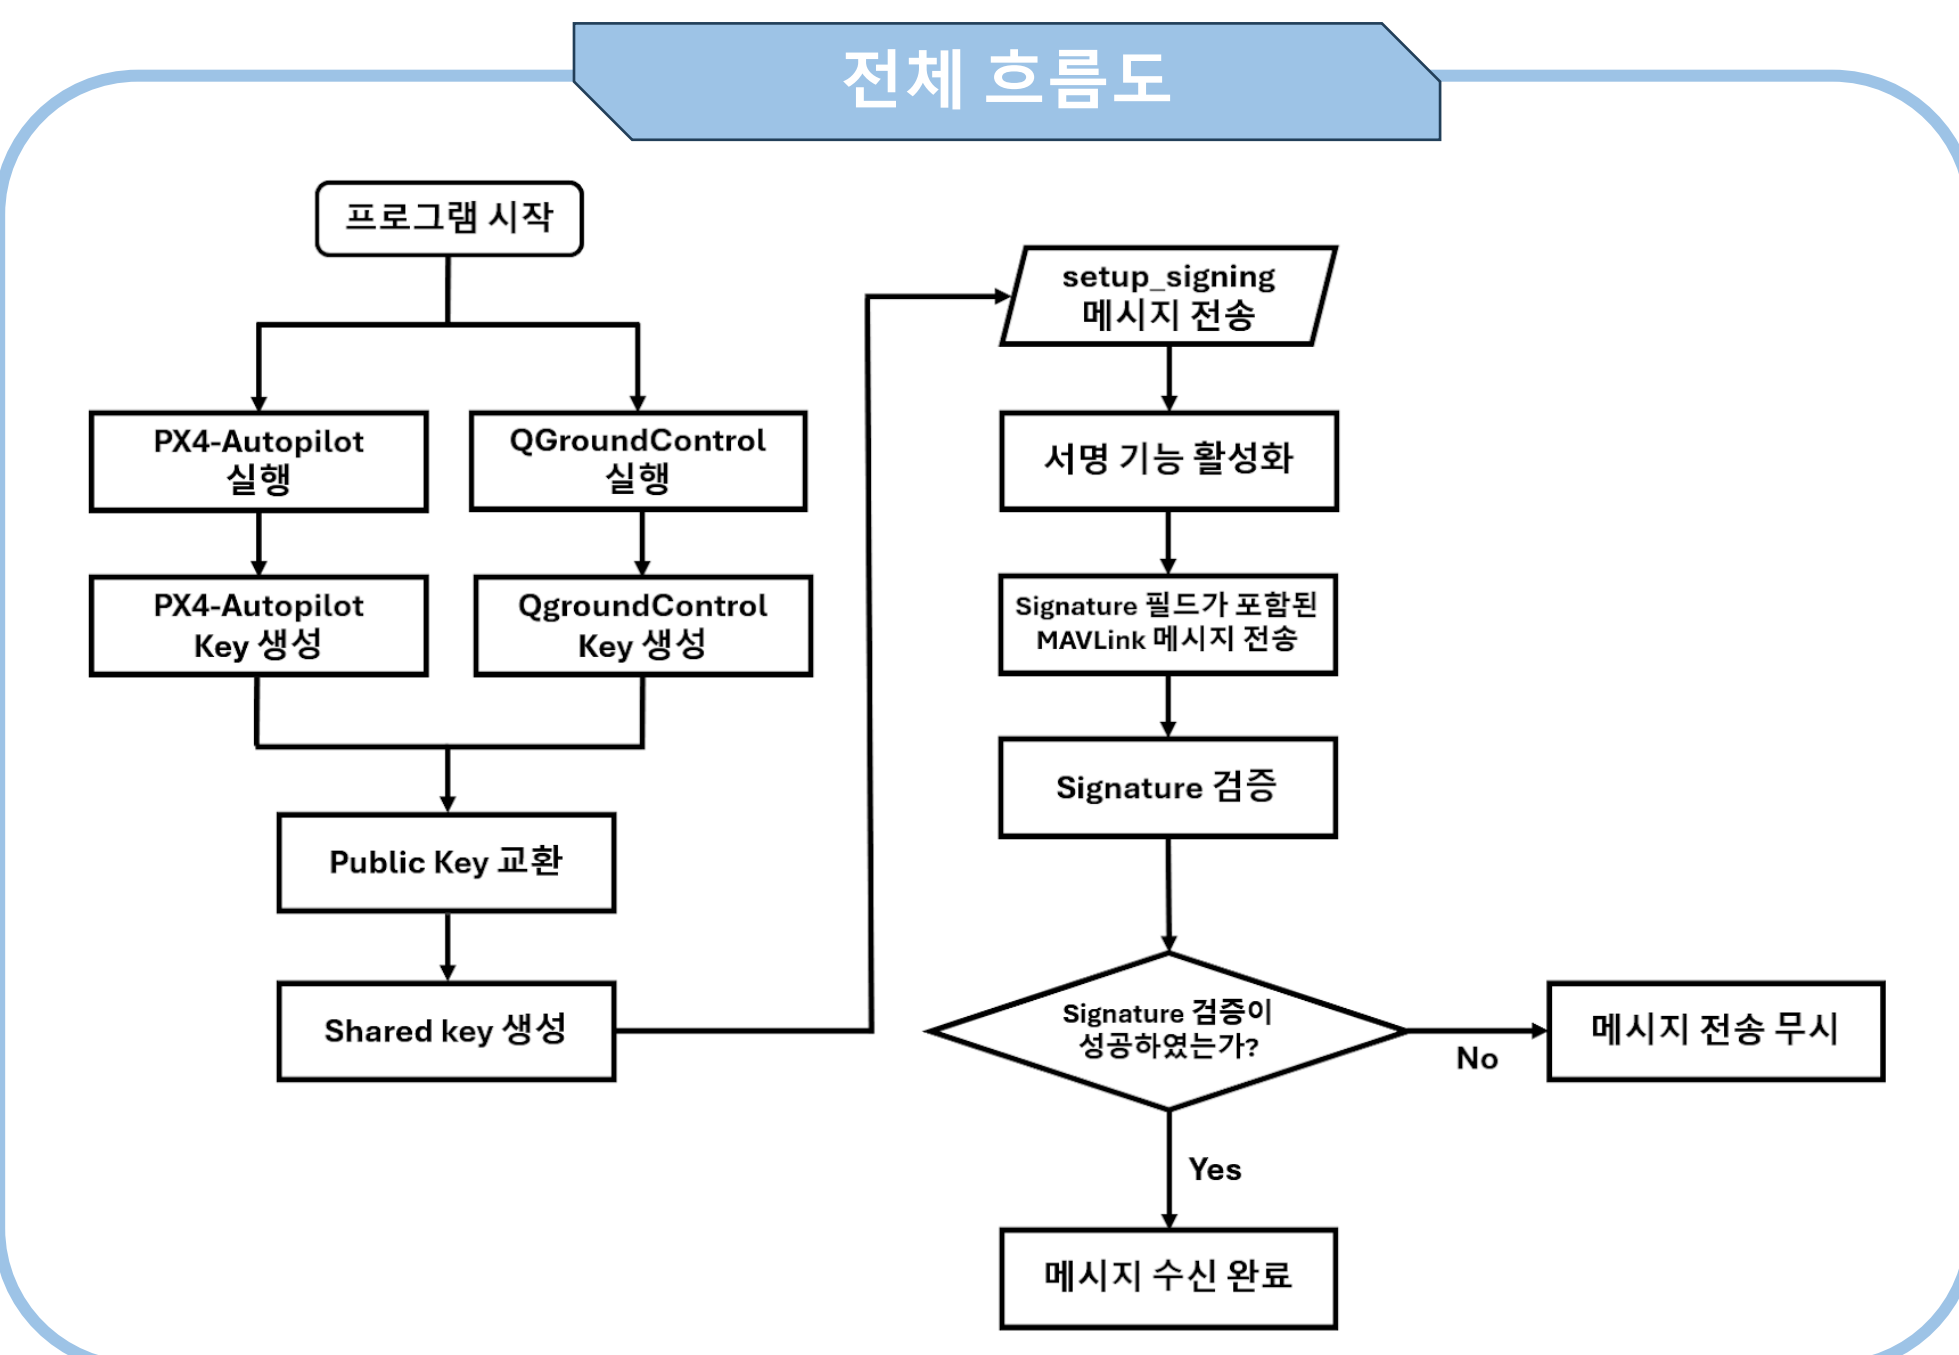 전체 흐름도
프로그램 시작
PX4-Autopilot
실행
QGroundControl
실행
PX4-Autopilot
Key 생성
QgroundControl
Key 생성
Public Key 교환
Shared key 생성
setup_signing
메시지 전송
서명 기능 활성화
Signature 필드가 포함된
MAVLink 메시지 전송
Signature 검증
Signature 검증이
성공하였는가?
No
메시지 전송 무시
Yes
메시지 수신 완료